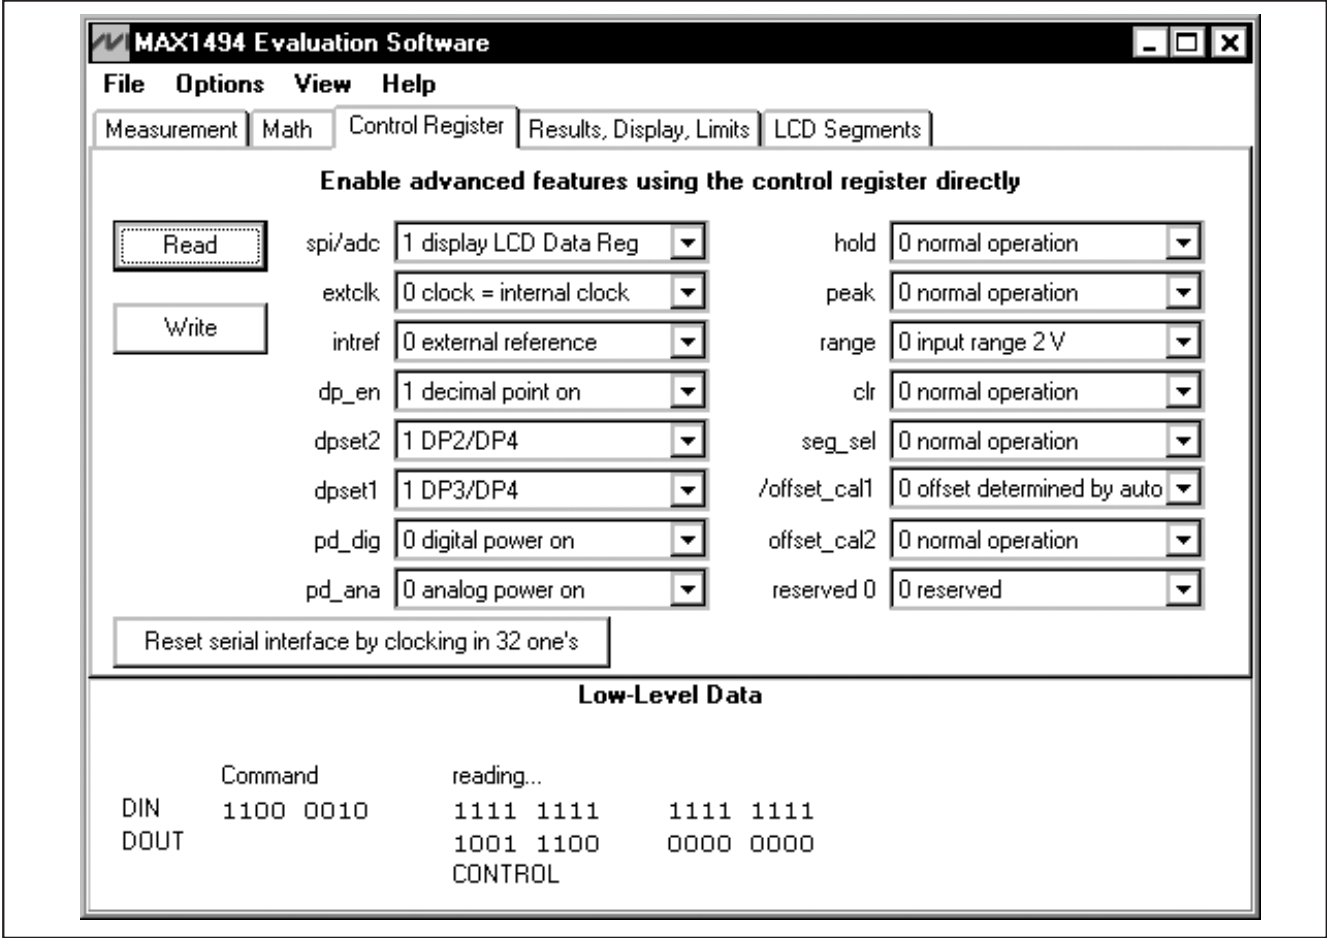 MAX1494 Evaluation Software
File Options View Help
Measurement Math Control Register Results, Display, Limits LCD Segments
Enable advanced features using the control register directly
Read spi/adc 1 display LCD Data Reg hold 0 normal operation
extclk 0 clock = internal clock peak 0 normal operation
Write intref 0 external reference range 0 input range 2 V
dp_en 1 decimal point on clr 0 normal operation
dpset2 1 DP2/DP4 seg_sel 0 normal operation
dpset1 1 DP3/DP4 /offset_cal1 0 offset determined by auto
pd_dig 0 digital power on offset_cal2 0 normal operation
pd_ana 0 analog power on reserved 0 0 reserved
Reset serial interface by clocking in 32 one's
Low-Level Data
Command reading...
DIN 1100 0010 1111 1111 1111 1111
DOUT 1001 1100 0000 0000
CONTROL